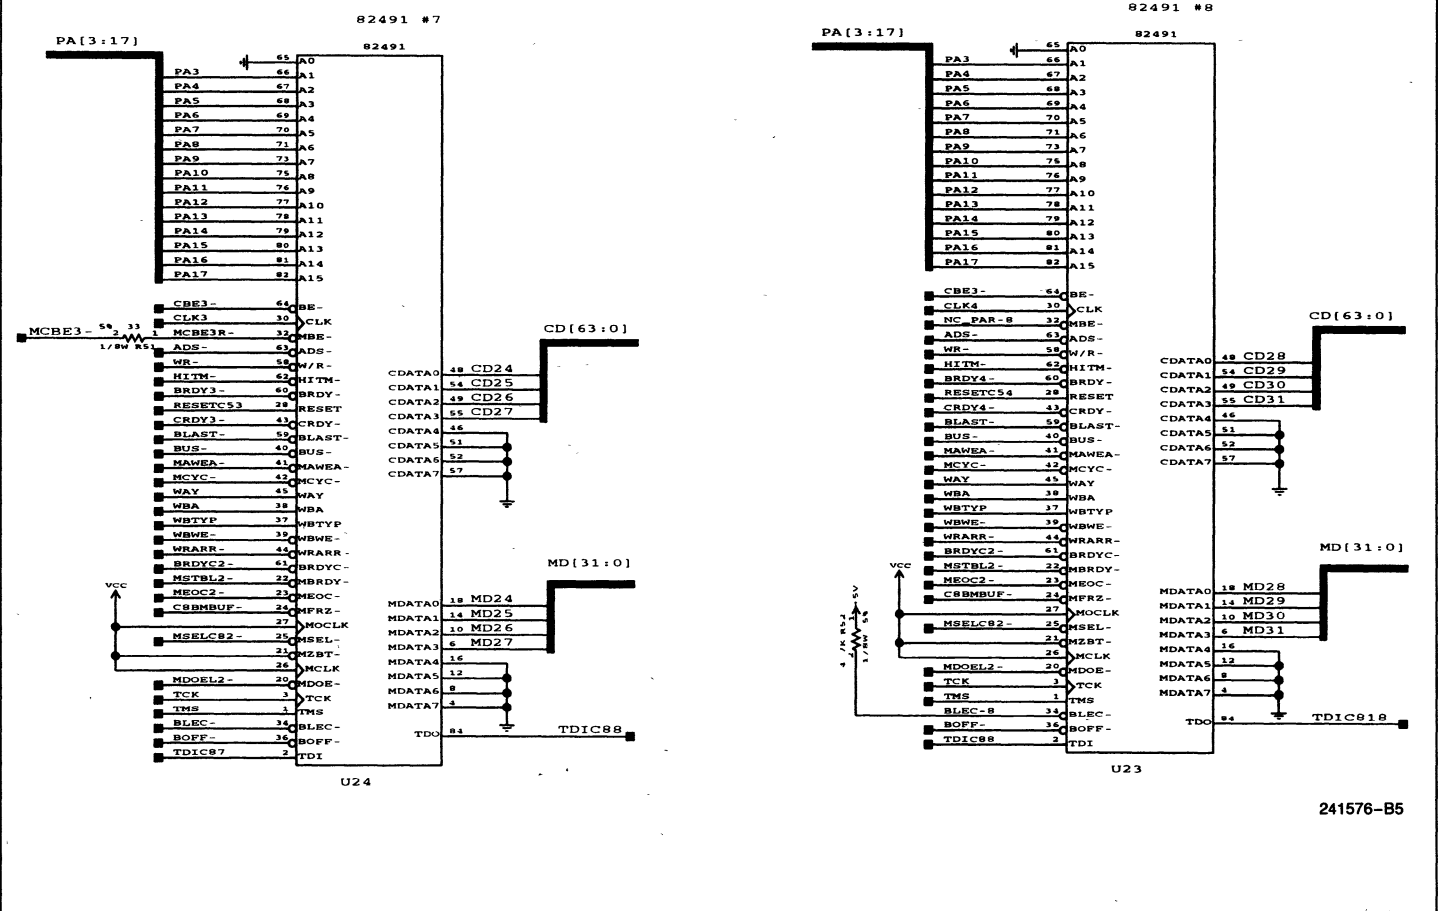 82491 #7
82491
PA[3:17]
65 A0
PA3 66 A1
PA4 67 A2
PA5 68 A3
PA6 69 A4
PA7 70 A5
PA8 71 A6
PA9 73 A7
PA10 75 A8
PA11 76 A9
PA12 77 A10
PA13 78 A11
PA14 79 A12
PA15 80 A13
PA16 81 A14
PA17 82 A15
CBE3- 64 BE-
CLK3 30 CLK
MCBE3- 5% 2 33 1 MCBE3R- 32 MBE-
1/8W R51
ADS- 63 ADS-
WR- 58 W/R-
HITM- 62 HITM-
BRDY3- 60 BRDY-
RESETC53 28 RESET
CRDY3- 43 CRDY-
BLAST- 59 BLAST-
BUS- 40 BUS-
MAWEA- 41 MAWEA-
MCYC- 42 MCYC-
WAY 45 WAY
WBA 38 WBA
WBTYP 37 WBTYP
WBWE- 39 WBWE-
WRARR- 44 WRARR-
BRDYC2- 61 BRDYC-
MSTBL2- 22 MBRDY-
VCC
MEOC2- 23 MEOC-
C8BMBUF- 24 MFRZ-
27 MOCLK
MSELC82- 25 MSEL-
21 MZBT-
26 MCLK
MDOEL2- 20 MDOE-
TCK 3 TCK
TMS 1 TMS
BLEC- 34 BLEC-
BOFF- 36 BOFF-
TDIC87 2 TDI
CD[63:0]
CDATA0 48 CD24
CDATA1 54 CD25
CDATA2 49 CD26
CDATA3 55 CD27
CDATA4 46
CDATA5 51
CDATA6 52
CDATA7 57
MD[31:0]
MDATA0 18 MD24
MDATA1 14 MD25
MDATA2 10 MD26
MDATA3 6 MD27
MDATA4 16
MDATA5 12
MDATA6 8
MDATA7 4
TDO 84 TDIC88
U24
82491 #8
82491
PA[3:17]
65 A0
PA3 66 A1
PA4 67 A2
PA5 68 A3
PA6 69 A4
PA7 70 A5
PA8 71 A6
PA9 73 A7
PA10 75 A8
PA11 76 A9
PA12 77 A10
PA13 78 A11
PA14 79 A12
PA15 80 A13
PA16 81 A14
PA17 82 A15
CBE3- 64 BE-
CLK4 30 CLK
NC_PAR-8 32 MBE-
ADS- 63 ADS-
WR- 58 W/R-
HITM- 62 HITM-
BRDY4- 60 BRDY-
RESETC54 28 RESET
CRDY4- 43 CRDY-
BLAST- 59 BLAST-
BUS- 40 BUS-
MAWEA- 41 MAWEA-
MCYC- 42 MCYC-
WAY 45 WAY
WBA 38 WBA
WBTYP 37 WBTYP
WBWE- 39 WBWE-
WRARR- 44 WRARR-
BRDYC2- 61 BRDYC-
VCC
MSTBL2- 22 MBRDY-
MEOC2- 23 MEOC-
C8BMBUF- 24 MFRZ-
27 MOCLK
MSELC82- 25 MSEL-
21 MZBT-
26 MCLK
MDOEL2- 20 MDOE-
TCK 3 TCK
TMS 1 TMS
BLEC-8 34 BLEC-
BOFF- 36 BOFF-
TDIC88 2 TDI
5V
1/8W 5%
CD[63:0]
CDATA0 48 CD28
CDATA1 54 CD29
CDATA2 49 CD30
CDATA3 55 CD31
CDATA4 46
CDATA5 51
CDATA6 52
CDATA7 57
MD[31:0]
MDATA0 18 MD28
MDATA1 14 MD29
MDATA2 10 MD30
MDATA3 6 MD31
MDATA4 16
MDATA5 12
MDATA6 8
MDATA7 4
TDO 84 TDIC818
U23
241576-B5